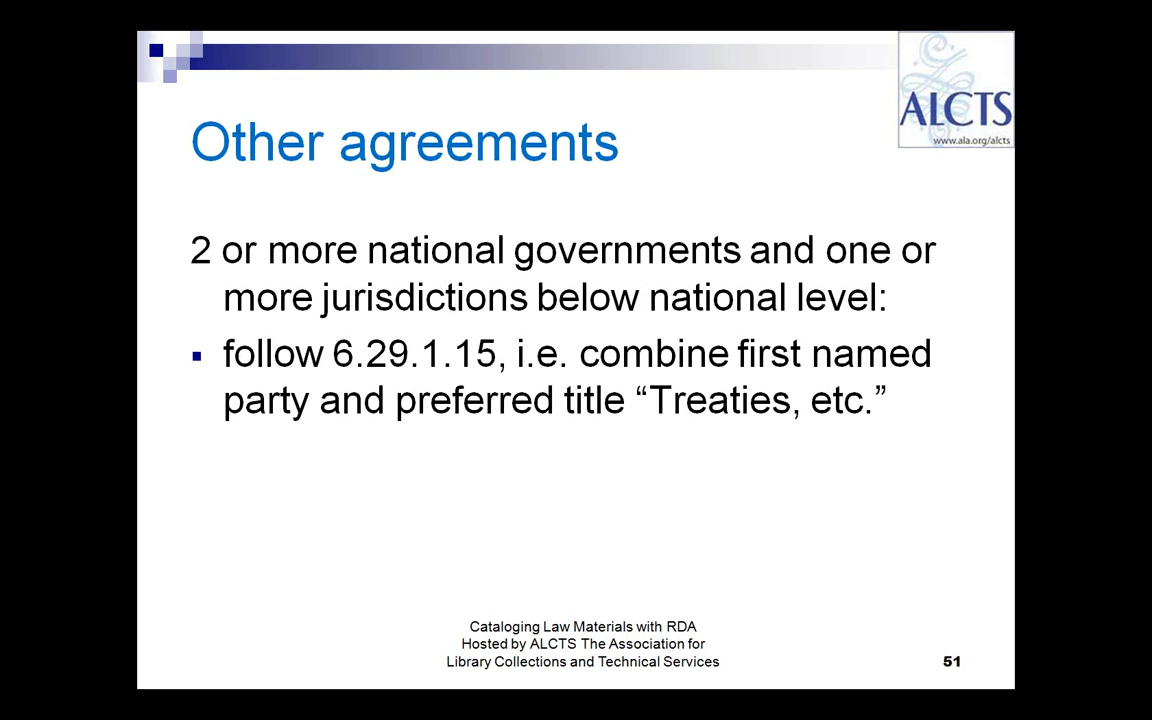 ALCTS
www.ala.org/alcts
Other agreements
2 or more national governments and one or
more jurisdictions below national level:
▪ follow 6.29.1.15, i.e. combine first named
party and preferred title “Treaties, etc.”
Cataloging Law Materials with RDA
Hosted by ALCTS The Association for
Library Collections and Technical Services
51